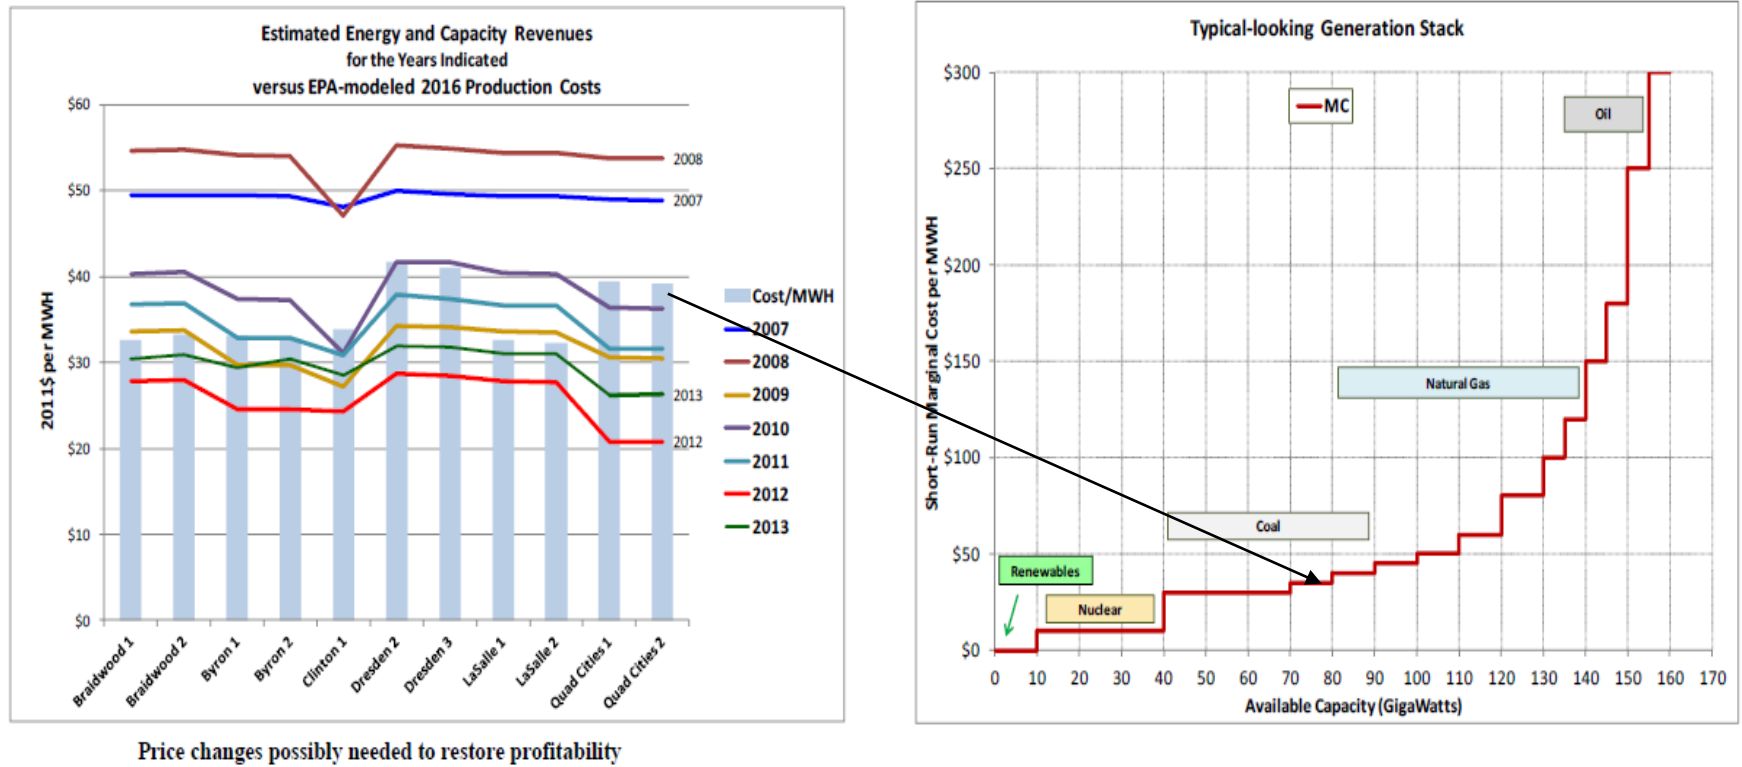 Estimated Energy and Capacity Revenues
for the Years Indicated
versus EPA-modeled 2016 Production Costs
2011$ per MWH
$60
$50
$40
$30
$20
$10
$0
2008
2007
2013
2012
Cost/MWH
2007
2008
2009
2010
2011
2012
2013
Braidwood 1
Braidwood 2
Byron 1
Byron 2
Clinton 1
Dresden 2
Dresden 3
LaSalle 1
LaSalle 2
Quad Cities 1
Quad Cities 2
Price changes possibly needed to restore profitability
Typical-looking Generation Stack
Short-Run Marginal Cost per MWH
$300
$250
$200
$150
$100
$50
$0
MC
Oil
Natural Gas
Coal
Renewables
Nuclear
0 10 20 30 40 50 60 70 80 90 100 110 120 130 140 150 160 170
Available Capacity (GigaWatts)